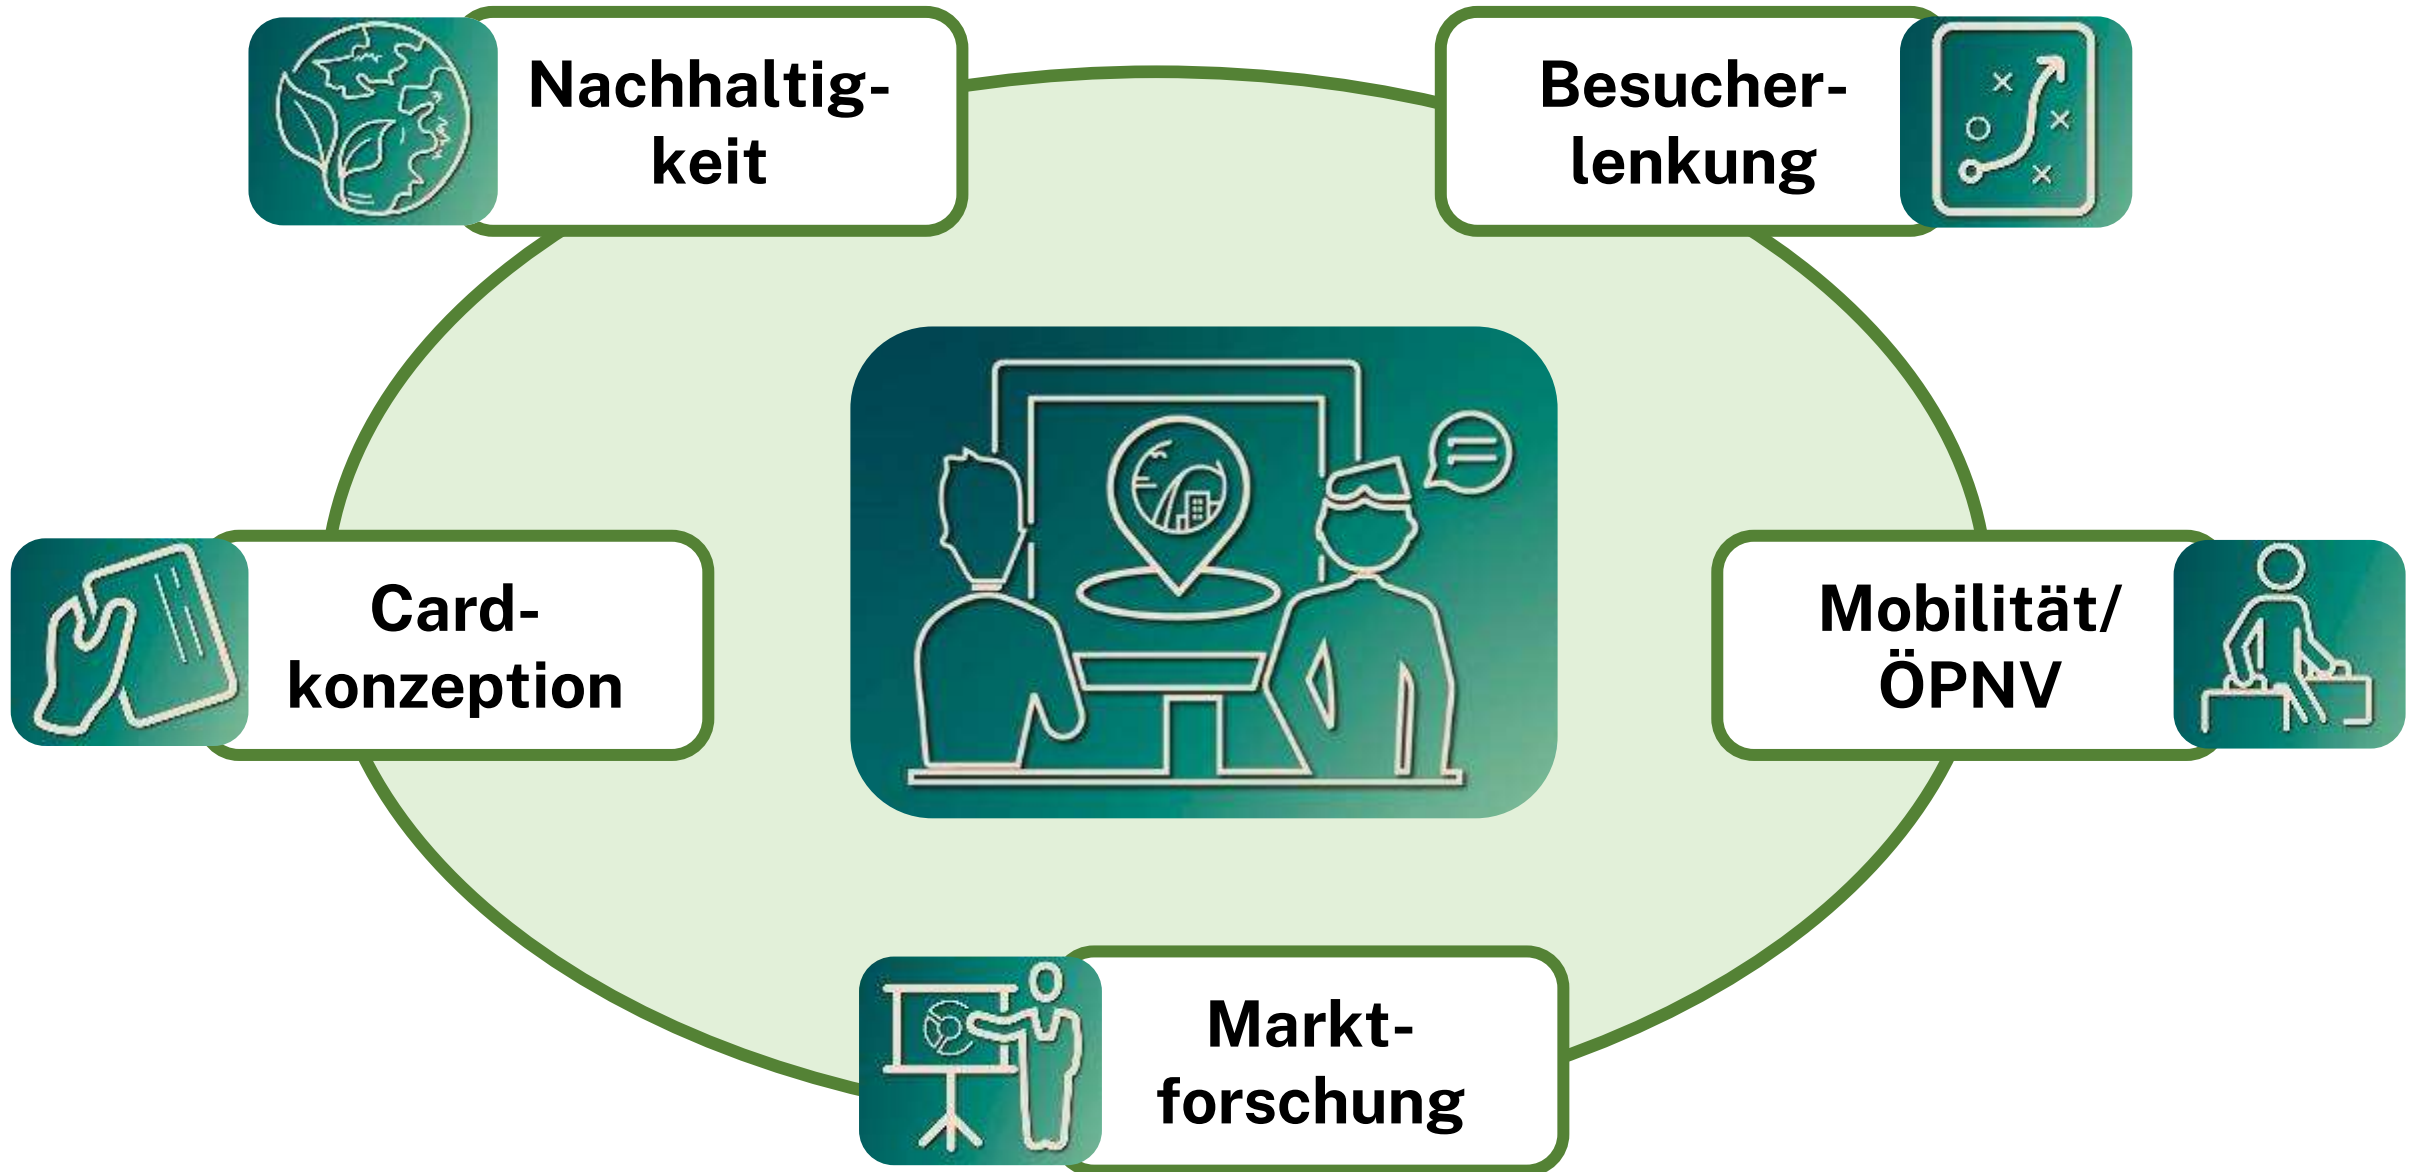 Nachhaltig-
keit
Besucher-
lenkung
Card-
konzeption
Mobilität/
ÖPNV
Markt-
forschung